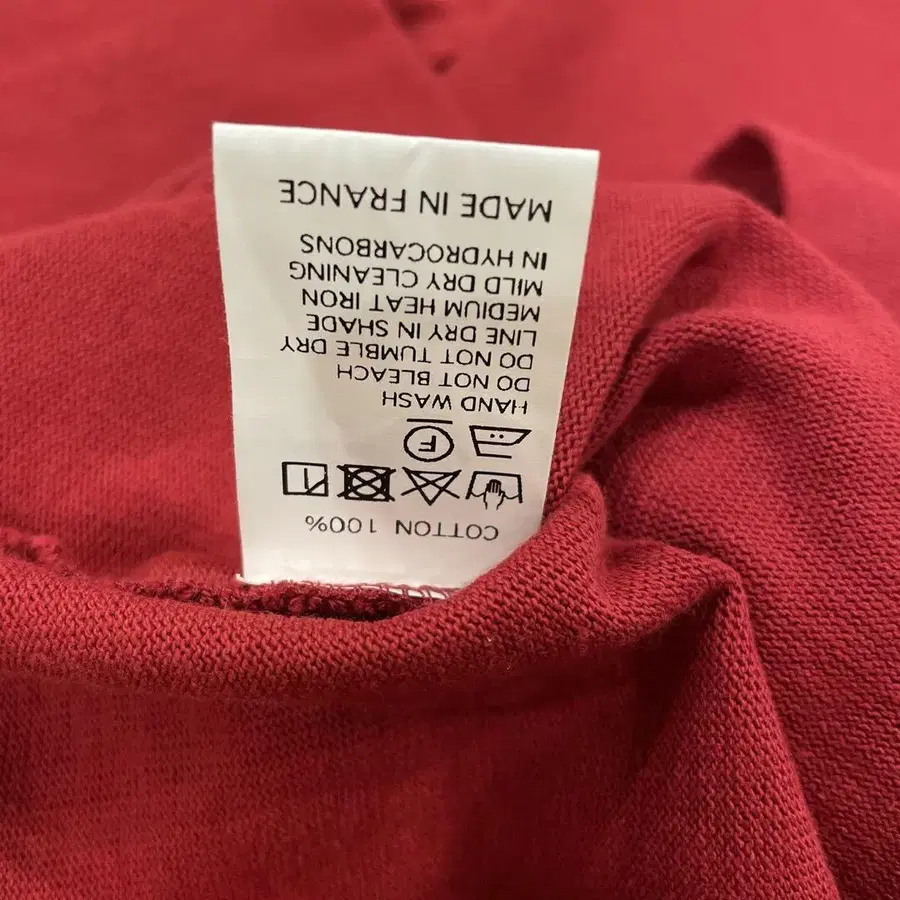 COTTON 100%
F
HAND WASH
DO NOT BLEACH
DO NOT TUMBLE DRY
LINE DRY IN SHADE
MEDIUM HEAT IRON
MILD DRY CLEANING
IN HYDROCARBONS
MADE IN FRANCE